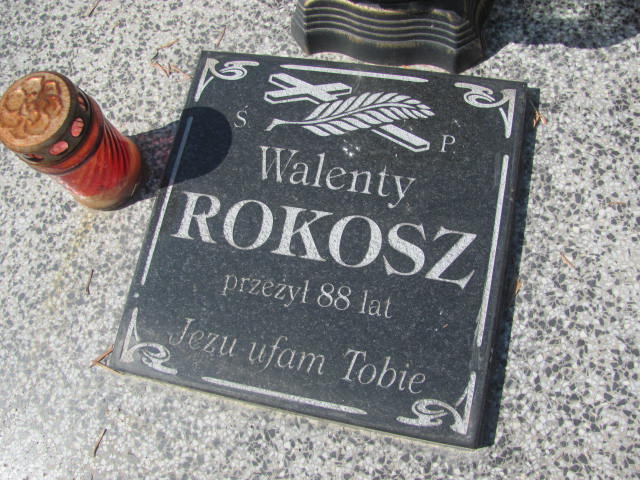 Ś P
Walenty
ROKOSZ
przeżył 88 lat
Jezu ufam Tobie